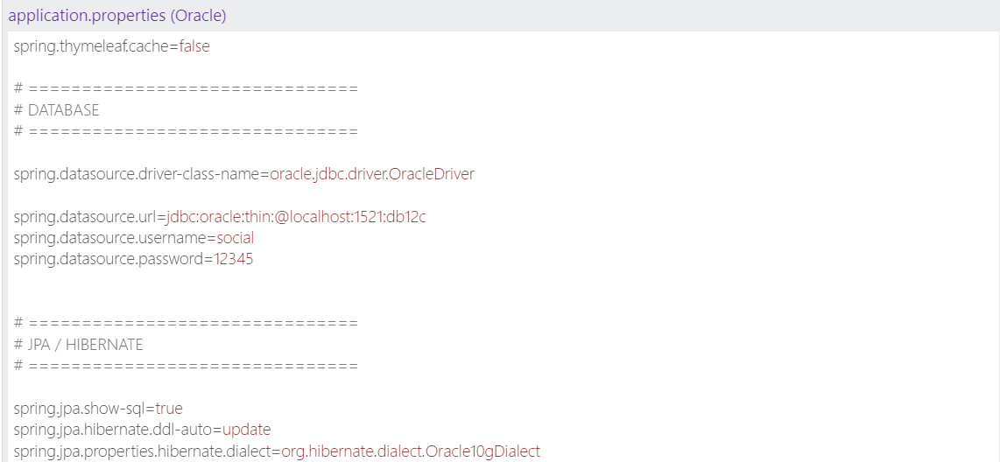 application.properties (Oracle)
spring.thymeleaf.cache=false
# ===============================
# DATABASE
# ===============================
spring.datasource.driver-class-name=oracle.jdbc.driver.OracleDriver
spring.datasource.url=jdbc:oracle:thin:@localhost:1521:db12c
spring.datasource.username=social
spring.datasource.password=12345
# ===============================
# JPA / HIBERNATE
# ===============================
spring.jpa.show-sql=true
spring.jpa.hibernate.ddl-auto=update
spring.jpa.properties.hibernate.dialect=org.hibernate.dialect.Oracle10gDialect